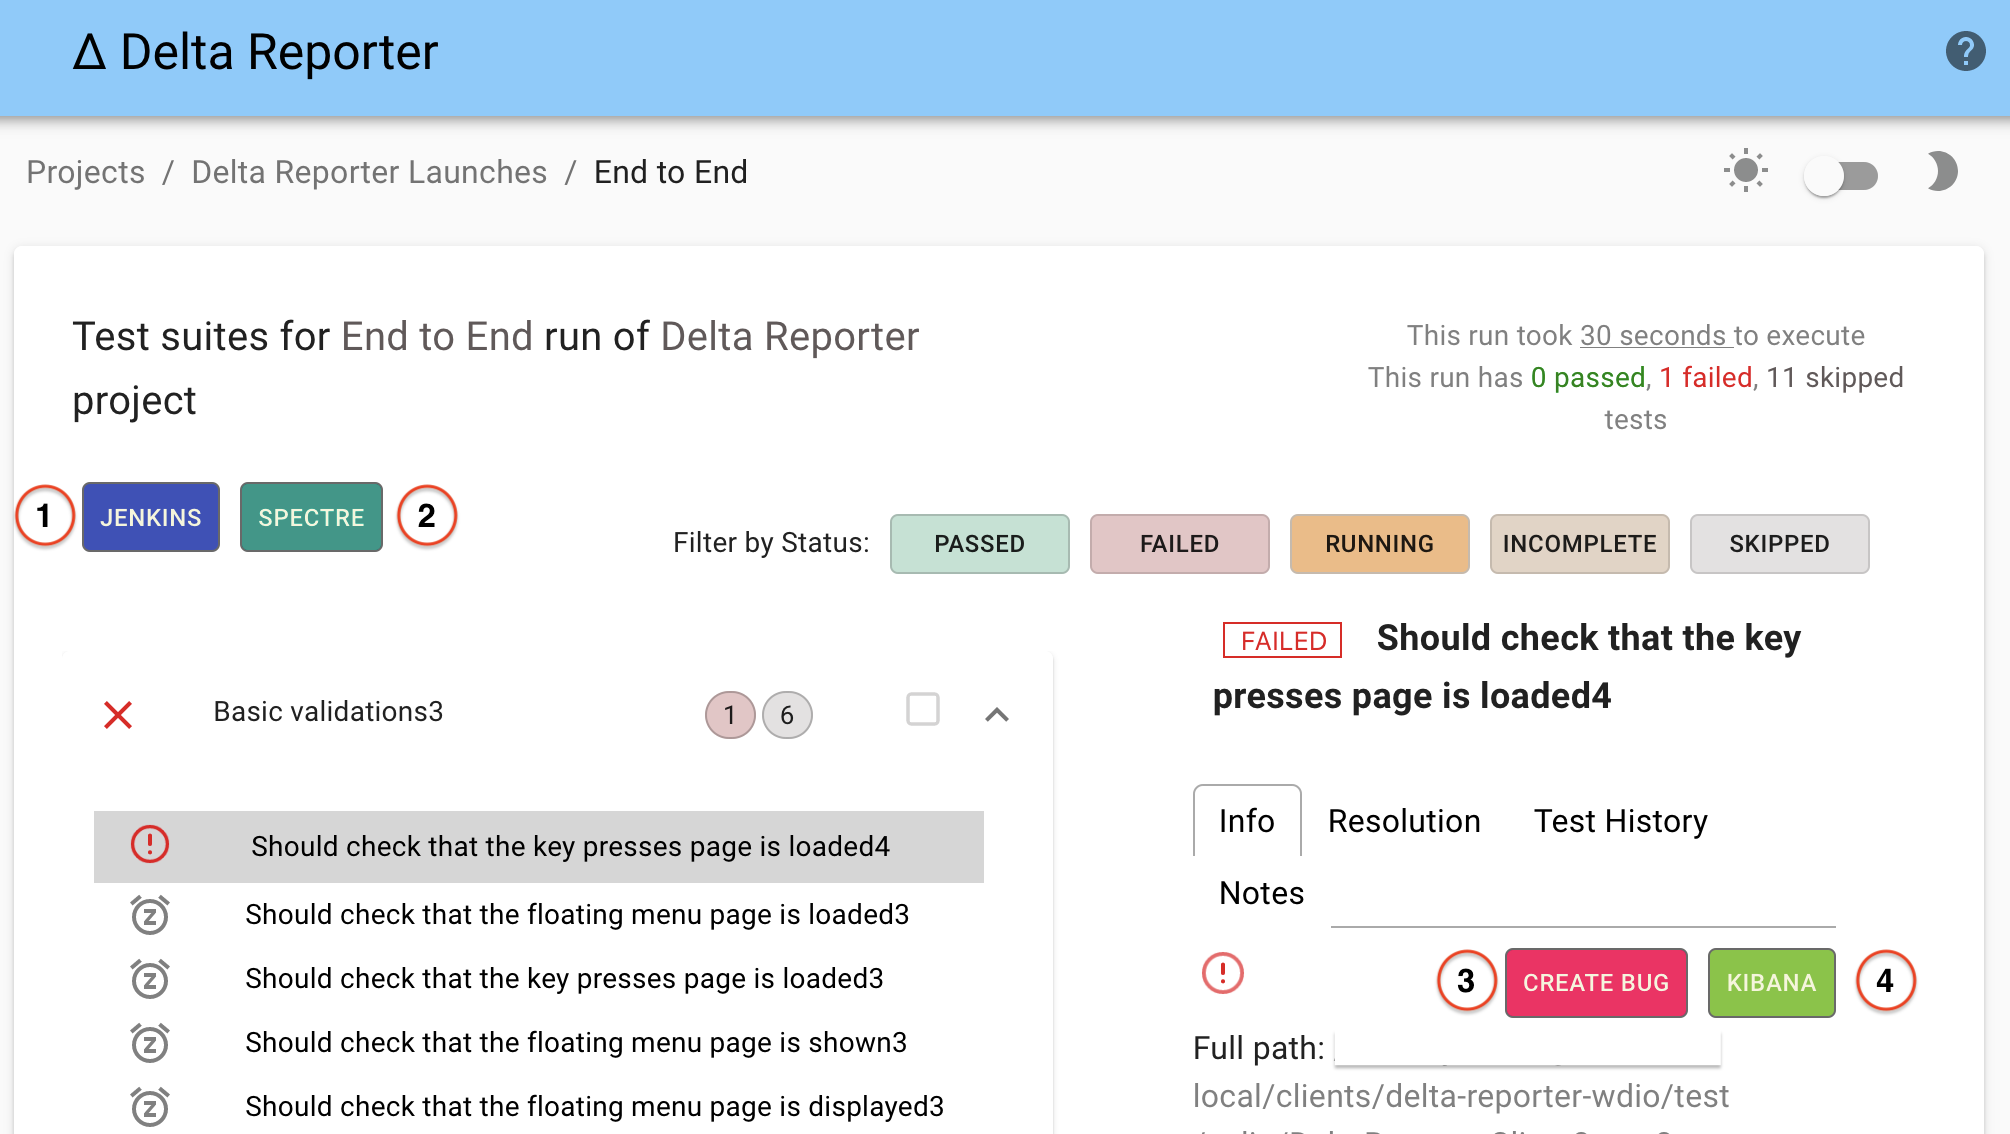 Δ Delta Reporter
?
Projects / Delta Reporter Launches / End to End
Test suites for End to End run of Delta Reporter
project
This run took 30 seconds to execute
This run has 0 passed, 1 failed, 11 skipped
tests
1 JENKINS SPECTRE 2
Filter by Status: PASSED FAILED RUNNING INCOMPLETE SKIPPED
Basic validations3 1 6
Should check that the key presses page is loaded4
Should check that the floating menu page is loaded3
Should check that the key presses page is loaded3
Should check that the floating menu page is shown3
Should check that the floating menu page is displayed3
FAILED Should check that the key
presses page is loaded4
Info Resolution Test History
Notes
3 CREATE BUG KIBANA 4
Full path:
local/clients/delta-reporter-wdio/test